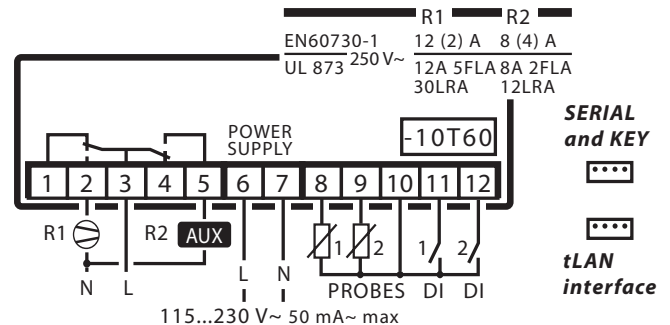 R1 R2
EN60730-1 12 (2) A 8 (4) A
UL 873 250 V~ 12A 5FLA 8A 2FLA
30LRA 12LRA
POWER
SUPPLY
-10T60
SERIAL
and KEY
1 2 3 4 5 6 7 8 9 10 11 12
R1 R2 AUX 1 2 1 2
N L L N PROBES DI DI
tLAN
interface
115...230 V~ 50 mA~ max